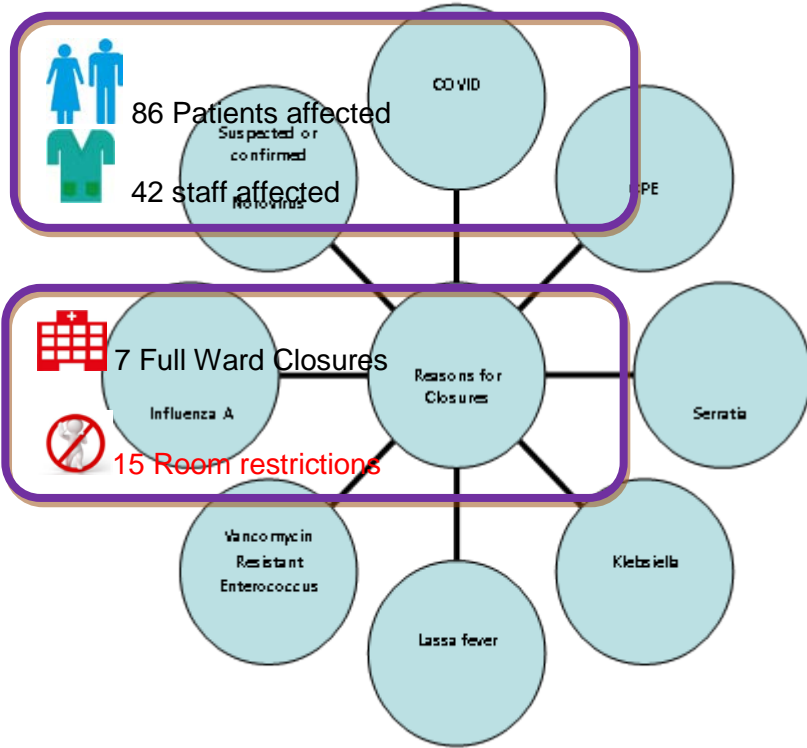 86 Patients affected
42 staff affected
7 Full Ward Closures
15 Room restrictions
COVID
Suspected or
confirmed
Norovirus
CPE
Influenza A
Reasons for
Closures
Serratia
Vancomycin
Resistant
Enterococcus
Klebsiella
Lassa fever